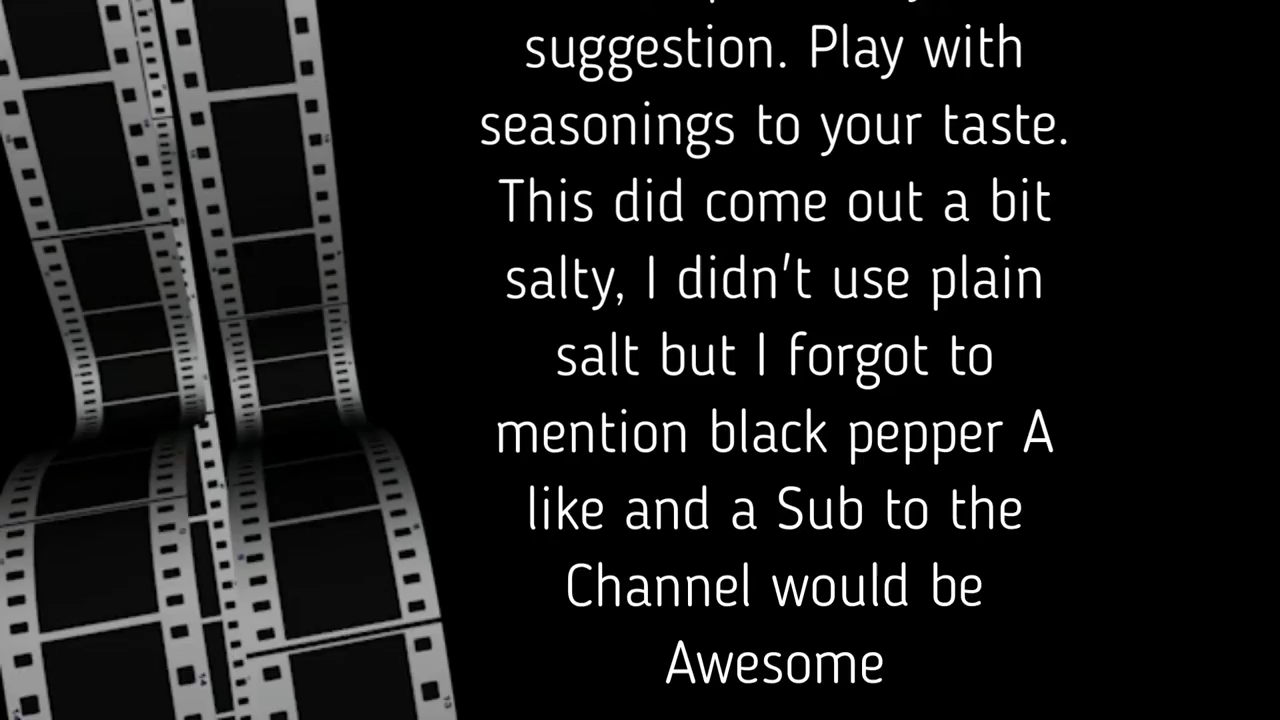 suggestion. Play with
seasonings to your taste.
This did come out a bit
salty, I didn't use plain
salt but I forgot to
mention black pepper A
like and a Sub to the
Channel would be
Awesome